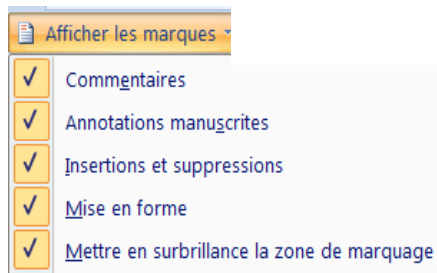 Afficher les marques
Commentaires
Annotations manuscrites
Insertions et suppressions
Mise en forme
Mettre en surbrillance la zone de marquage